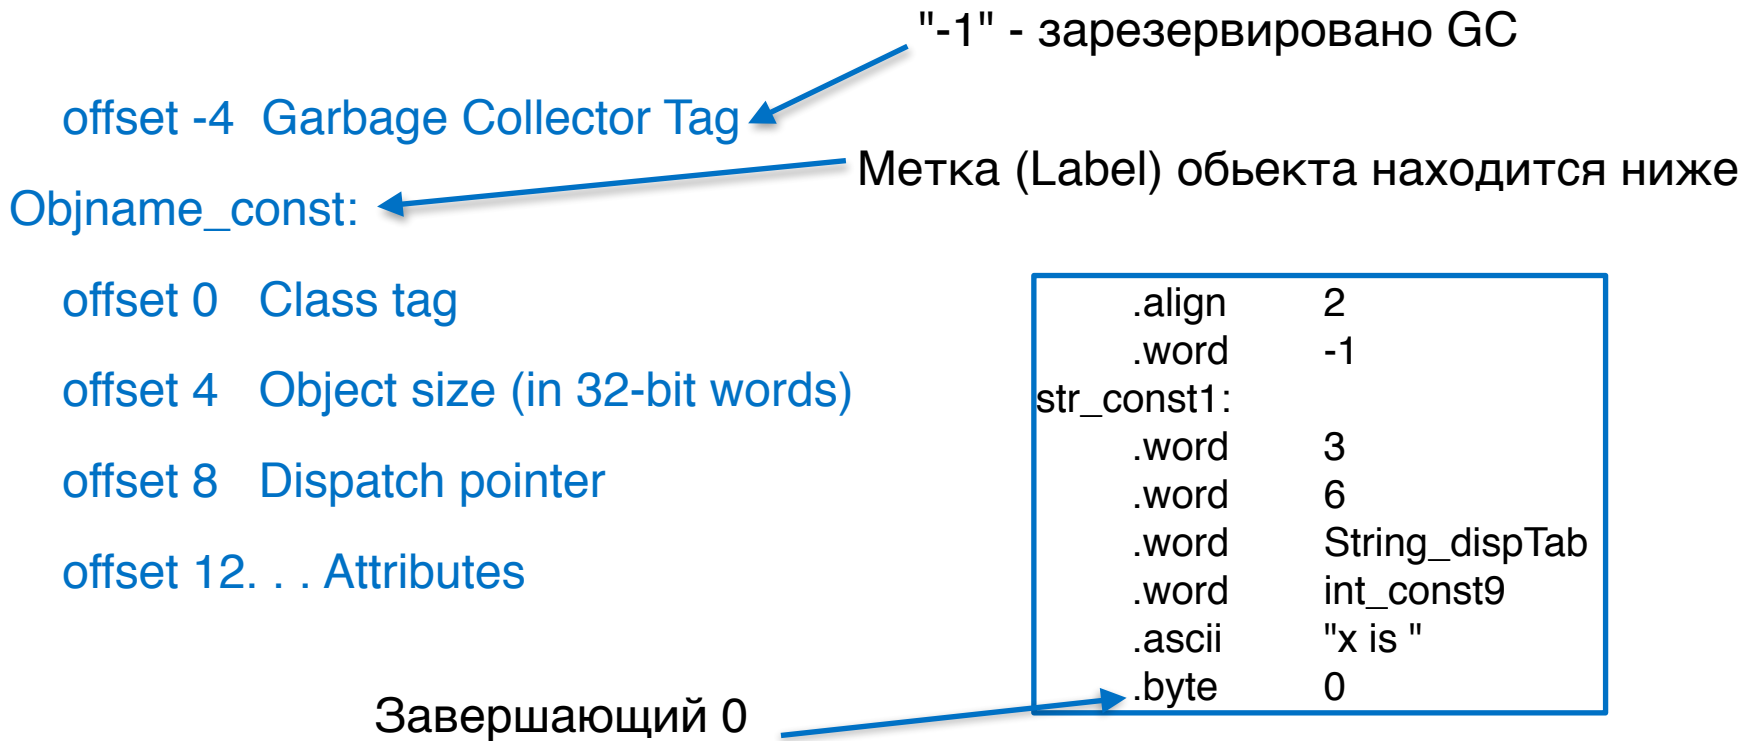 "-1" - зарезервировано GC
offset -4 Garbage Collector Tag
Метка (Label) обьекта находится ниже
Objname_const:
offset 0 Class tag
offset 4 Object size (in 32-bit words)
offset 8 Dispatch pointer
offset 12. . . Attributes
.align 2
.word -1
str_const1:
.word 3
.word 6
.word String_dispTab
.word int_const9
.ascii "x is "
.byte 0
Завершающий 0